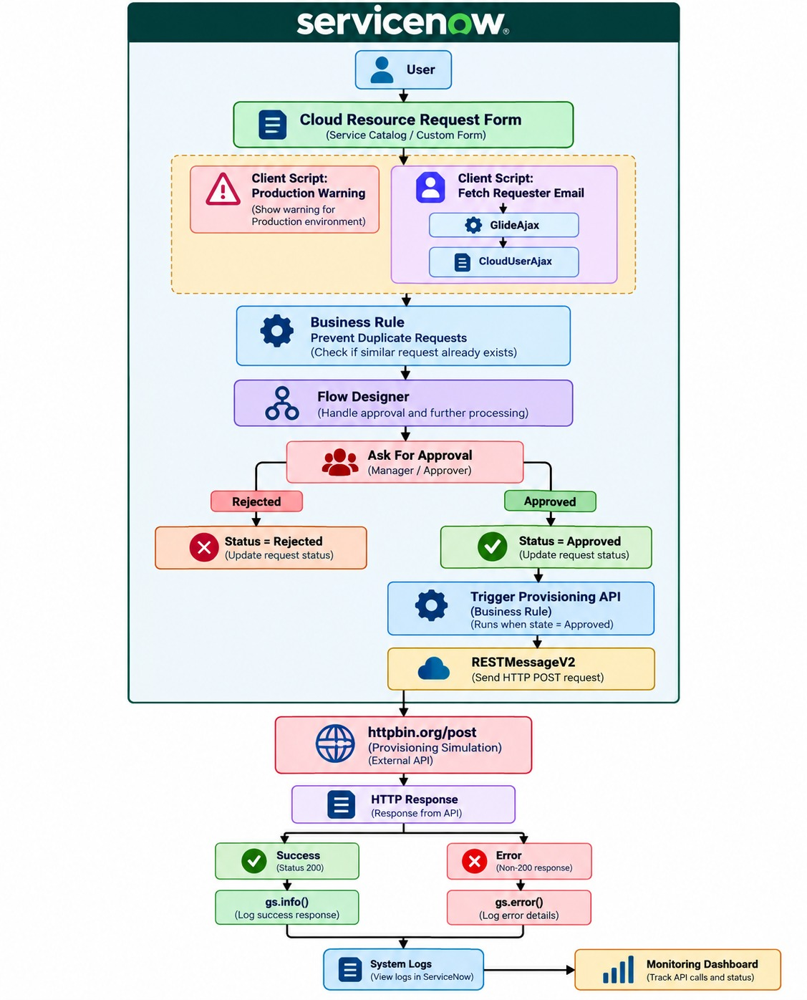 servicenow®
User
Cloud Resource Request Form
(Service Catalog / Custom Form)
Client Script:
Production Warning
(Show warning for
Production environment)
Client Script:
Fetch Requester Email
GlideAjax
CloudUserAjax
Business Rule
Prevent Duplicate Requests
(Check if similar request already exists)
Flow Designer
(Handle approval and further processing)
Ask For Approval
(Manager / Approver)
Rejected
Approved
Status = Rejected
(Update request status)
Status = Approved
(Update request status)
Trigger Provisioning API
(Business Rule)
(Runs when state = Approved)
RESTMessageV2
(Send HTTP POST request)
httpbin.org/post
(Provisioning Simulation)
(External API)
HTTP Response
(Response from API)
Success
(Status 200)
Error
(Non-200 response)
gs.info()
(Log success response)
gs.error()
(Log error details)
System Logs
(View logs in ServiceNow)
Monitoring Dashboard
(Track API calls and status)